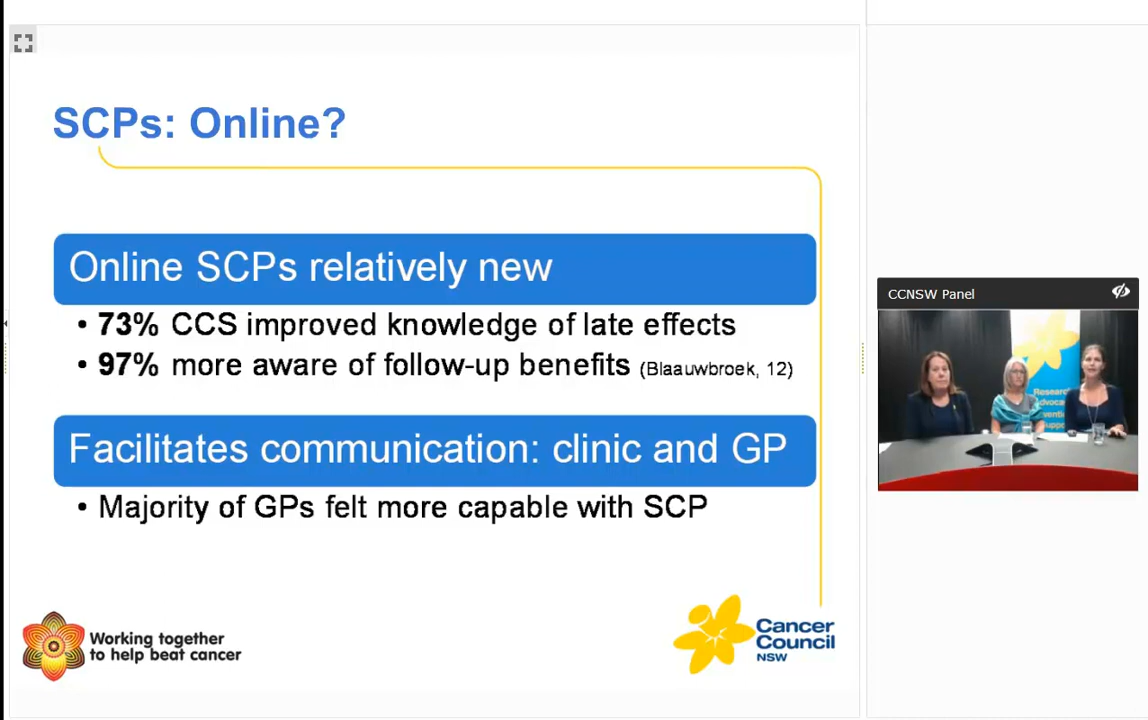 SCPs: Online?
Online SCPs relatively new
• 73% CCS improved knowledge of late effects
• 97% more aware of follow-up benefits (Blaauwbroek, 12)
Facilitates communication: clinic and GP
• Majority of GPs felt more capable with SCP
Working together
to help beat cancer
Cancer
Council
NSW
CCNSW Panel